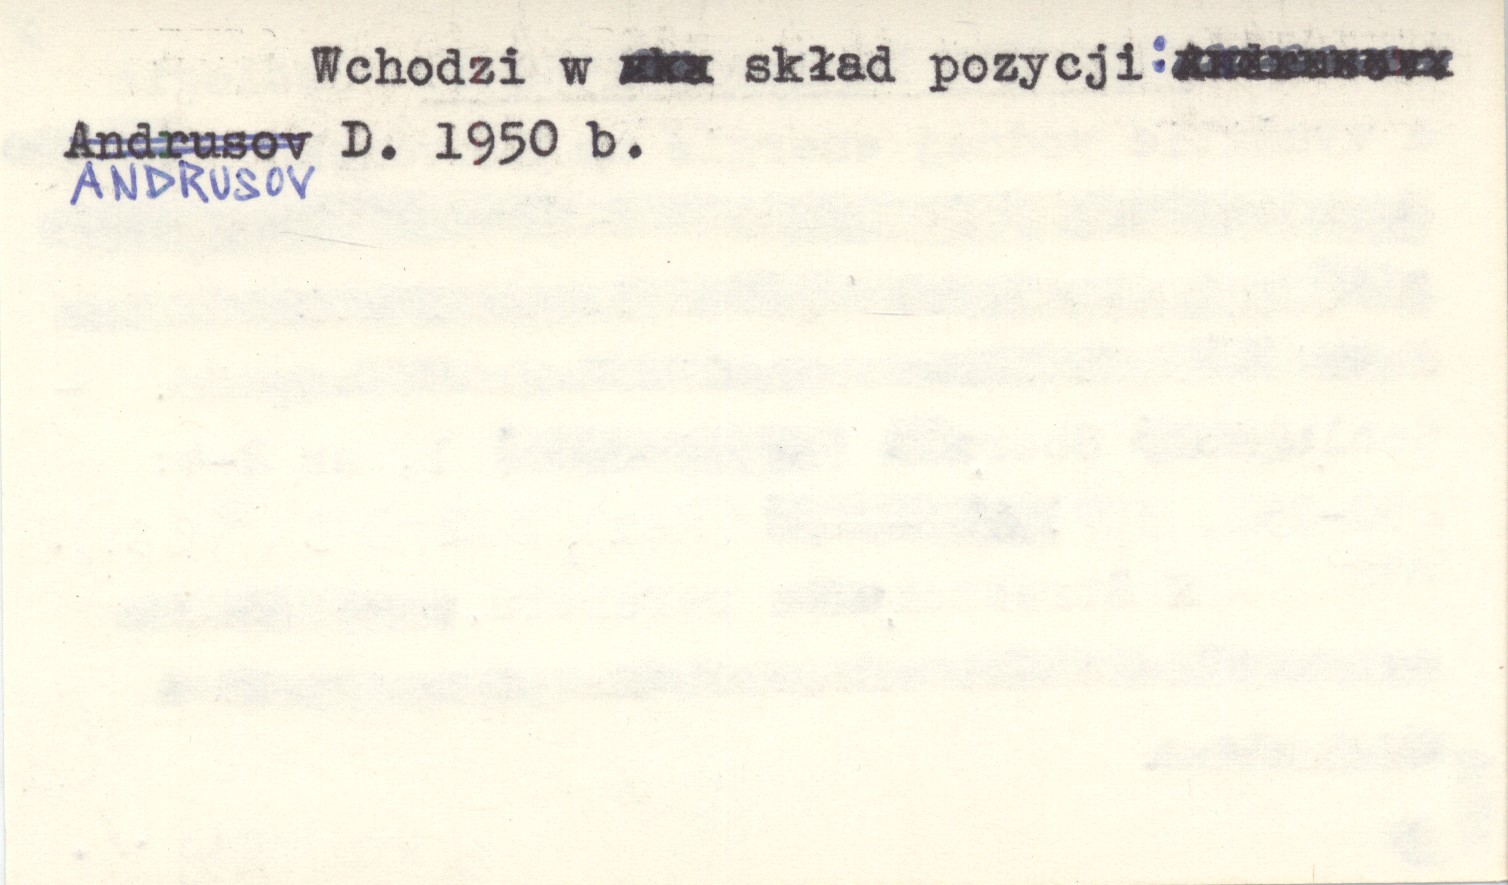 Wchodzi w skład pozycji:
Andrusov D. 1950 b.
ANDRUSOV